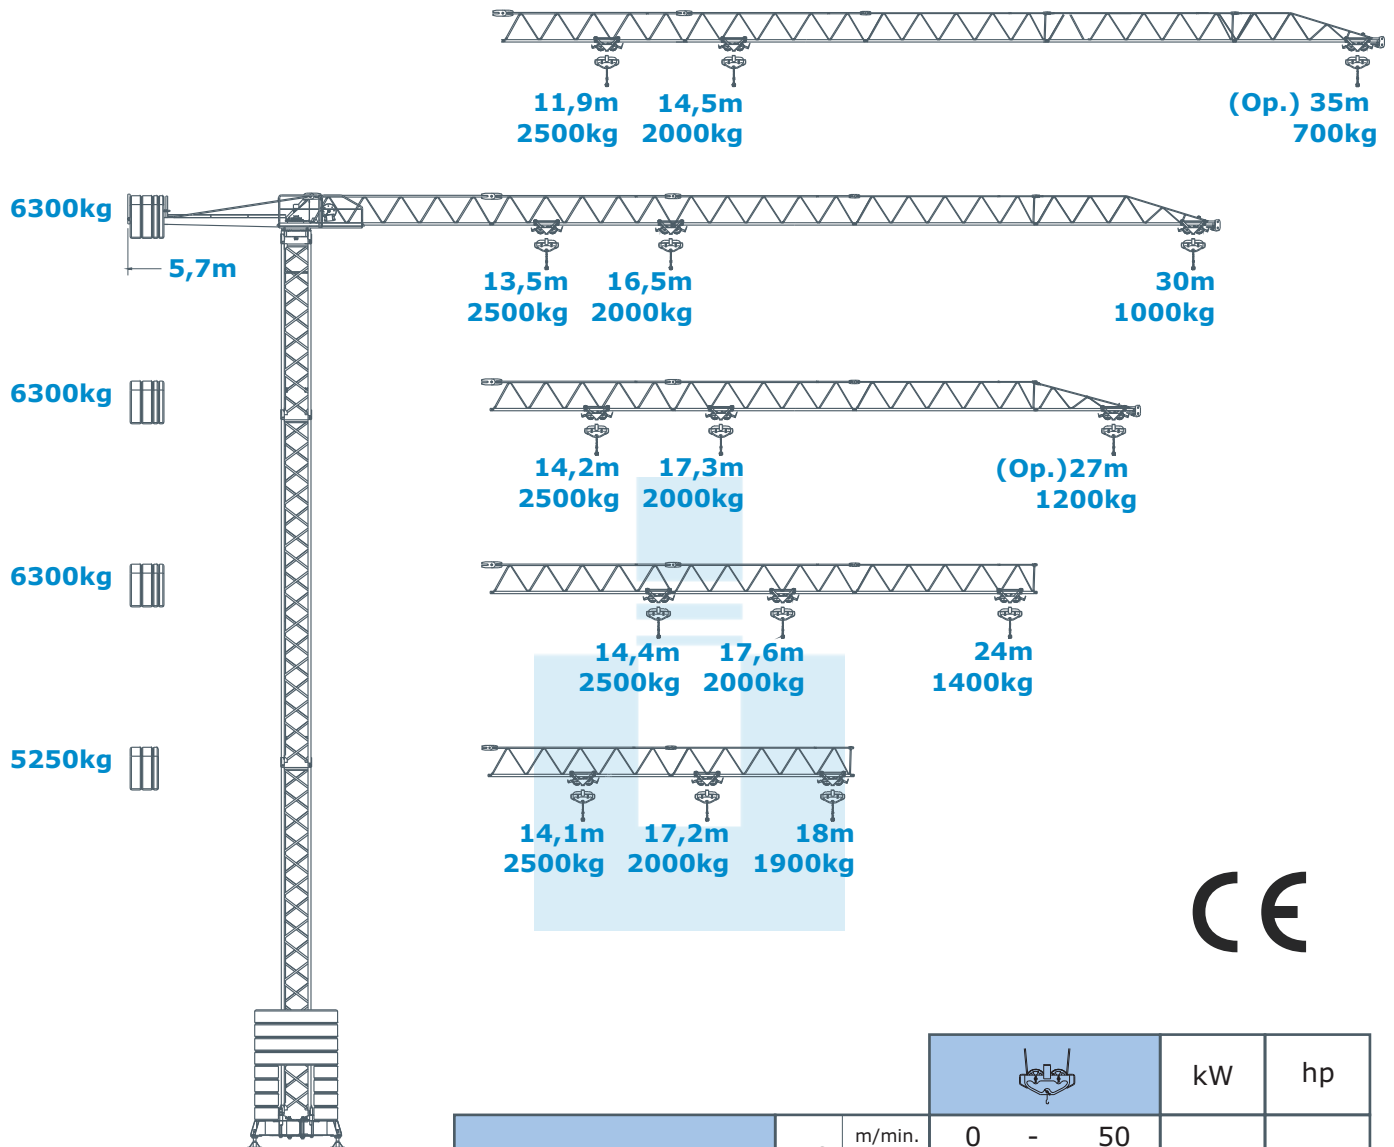 11,9m 14,5m (Op.) 35m
2500kg 2000kg 700kg
6300kg
5,7m
13,5m 16,5m 30m
2500kg 2000kg 1000kg
6300kg
14,2m 17,3m (Op.)27m
2500kg 2000kg 1200kg
6300kg
14,4m 17,6m 24m
2500kg 2000kg 1400kg
5250kg
14,1m 17,2m 18m
2500kg 2000kg 1900kg
CE
kW hp
m/min. 0 - 50